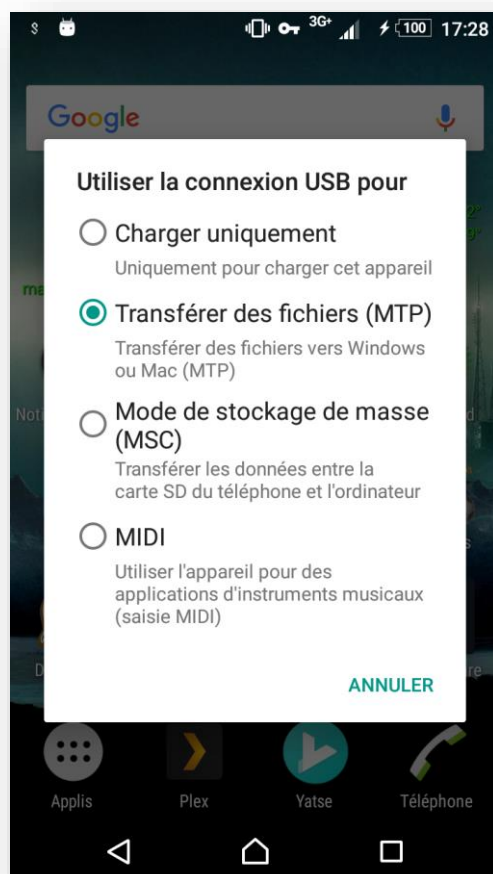 3G+ 100 17:28
Google
Utiliser la connexion USB pour
Charger uniquement
Uniquement pour charger cet appareil
Transférer des fichiers (MTP)
Transférer des fichiers vers Windows
ou Mac (MTP)
Mode de stockage de masse
(MSC)
Transférer les données entre la
carte SD du téléphone et l'ordinateur
MIDI
Utiliser l'appareil pour des
applications d'instruments musicaux
(saisie MIDI)
ANNULER
Applis Plex Yatse Téléphone